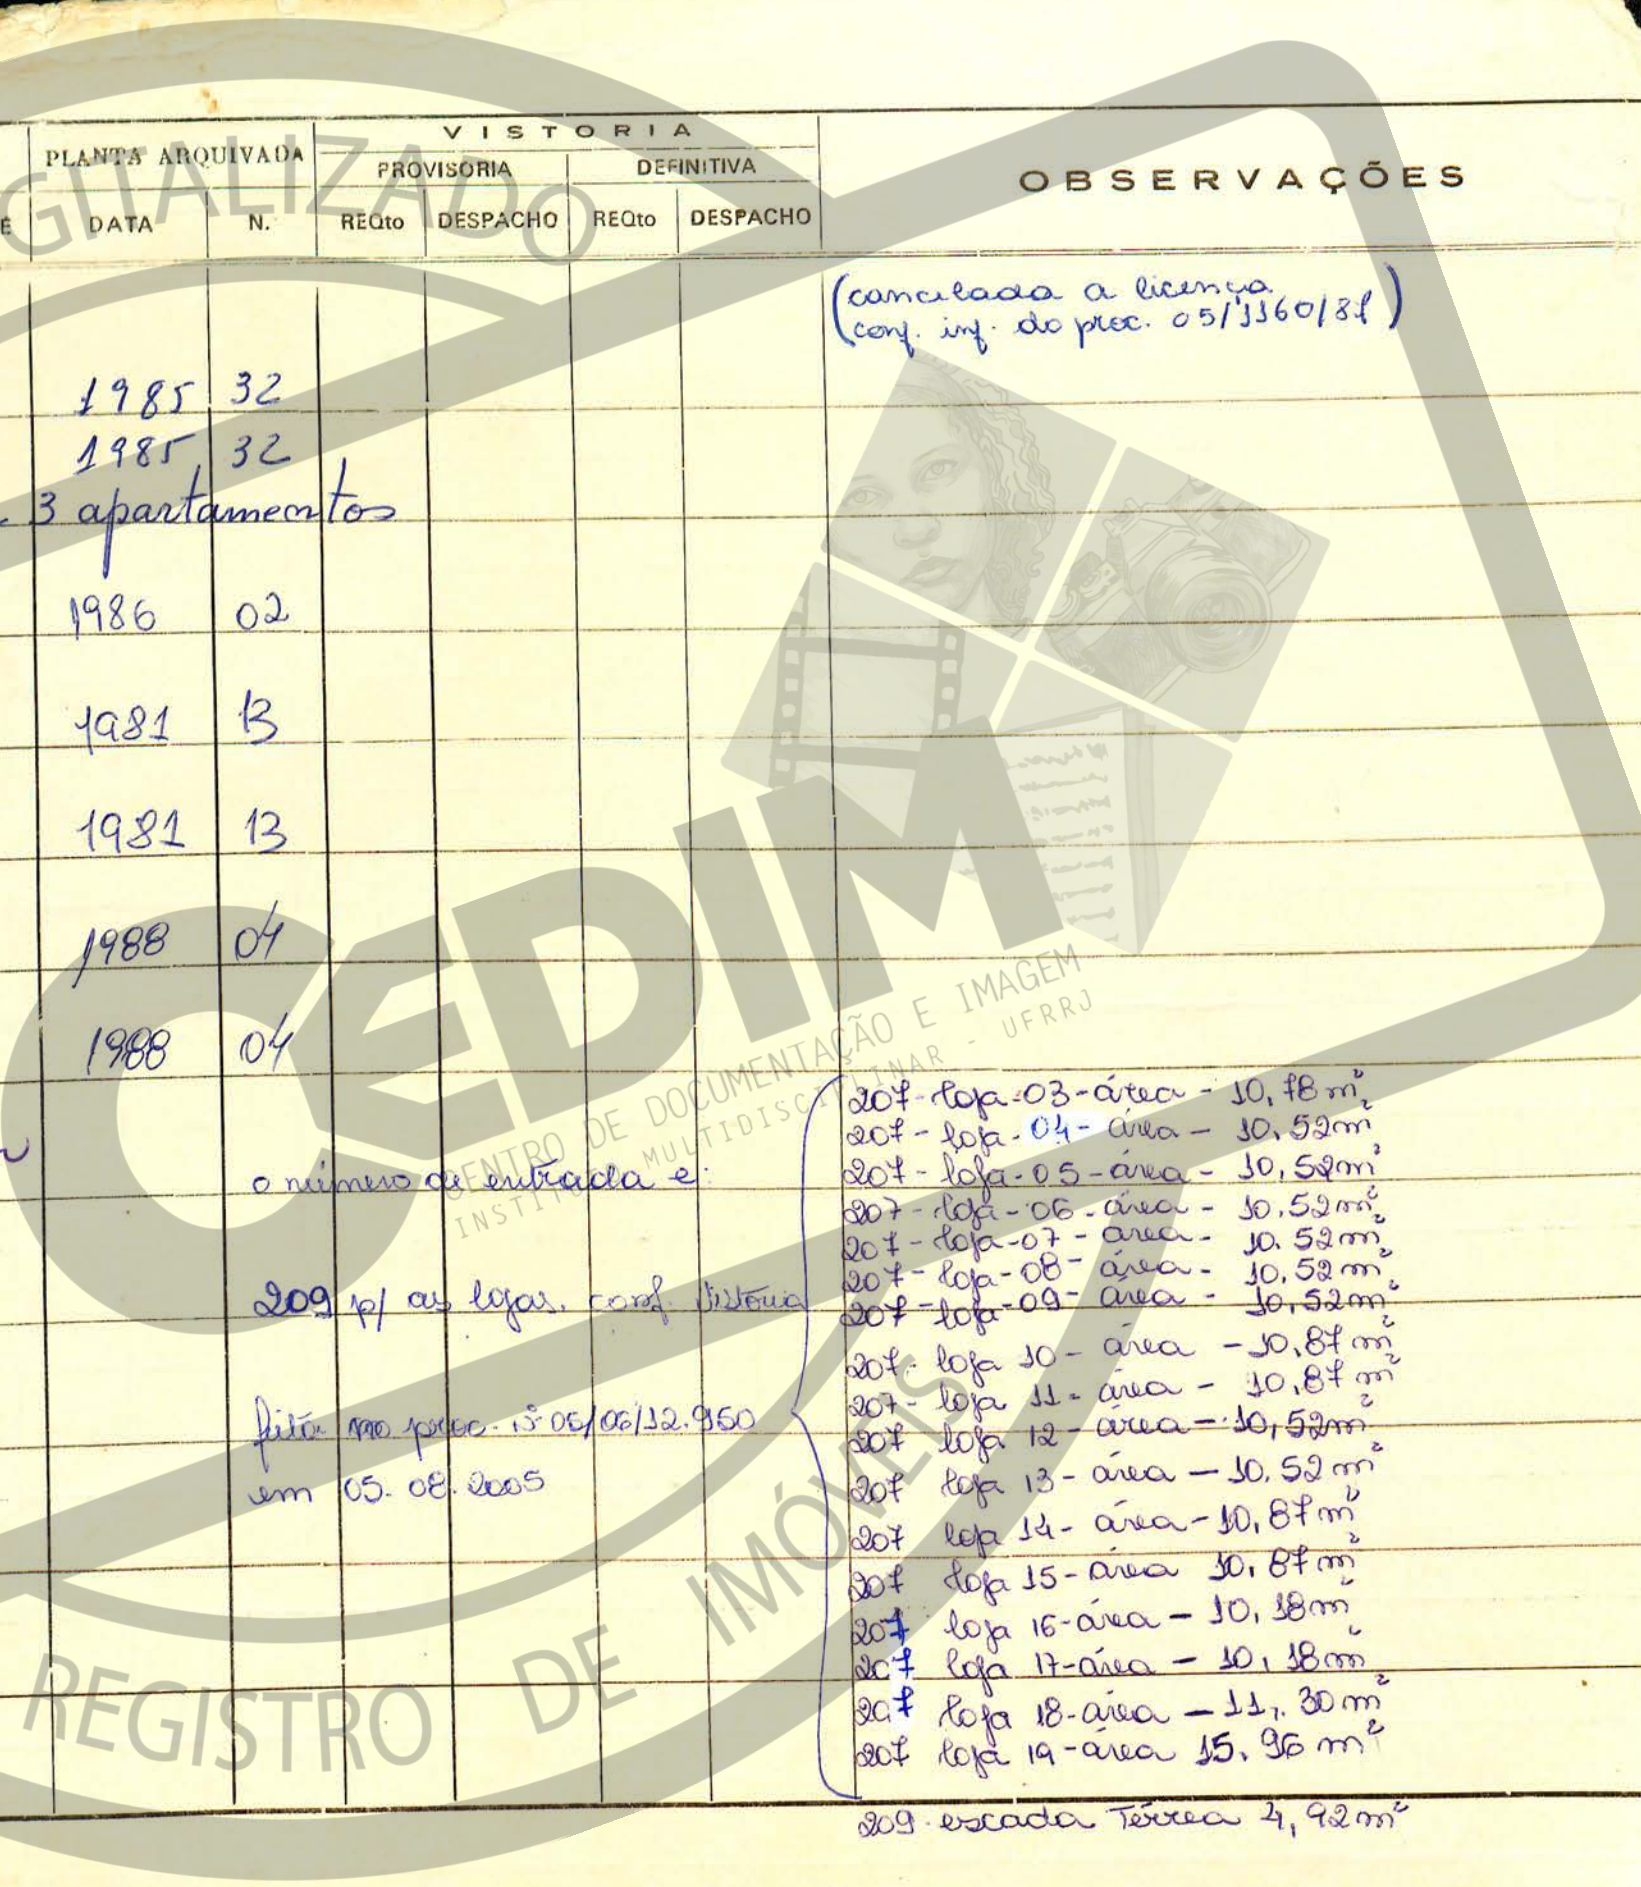 DIGITALIZADO
VISTORIA
PLANTA ARQUIVADA
PROVISORIA DEFINITIVA
OBSERVAÇÕES
E DATA N. REQto DESPACHO REQto DESPACHO
(cancelada a licença
conf. inf. do proc. 05/1160/81)
1985 32
1985 32
3 apartamentos
1986 02
1981 13
1981 13
1988 04
1988 04
CEDIM
CENTRO DE DOCUMENTAÇÃO E IMAGEM
INSTITUTO MULTIDISCIPLINAR - UFRRJ
207-loja-03-área - 10,78 m²
207-loja-04-área - 10,52 m²
o número de entrada é:
207-loja-05-área - 10,52 m²
207-loja-06-área - 10,52 m²
207-loja-07-área - 10.52 m²
207-loja-08-área - 10,52 m²
209 p/ as lojas, conf. vistoria
207-loja-09-área - 10,52 m²
207-loja 10-área - 10,87 m²
207-loja 11-área - 10,87 m²
feita no proc. nº 05/06/12.950
207 loja 12-área - 10,52 m²
em 05.08.2005
207 loja 13-área - 10.52 m²
207 loja 14-área - 10,87 m²
207 loja 15-área 10,87 m²
207 loja 16-área - 10,18 m²
207 loja 17-área - 10,18 m²
207 loja 18-área - 11,30 m²
207 loja 19-área 15.96 m²
209-escada Térrea 4,92 m²
REGISTRO DE IMÓVEIS